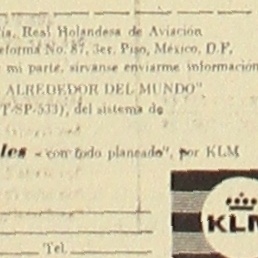 ía, Real Holandesa de Aviación
eforma No. 87, 3er. Piso, México, D.F.
mi parte, sírvanse enviarme información
ALREDEDOR DEL MUNDO"
T-SP-533), del sistema de
les - "con todo planeado", por KLM
KLM
Tel.